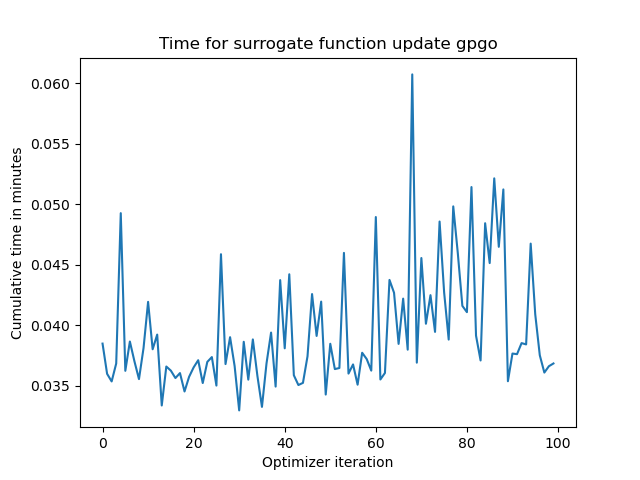 Time for surrogate function update gpgo
0.060
0.055
0.050
0.045
0.040
0.035
Cumulative time in minutes
0 20 40 60 80 100
Optimizer iteration